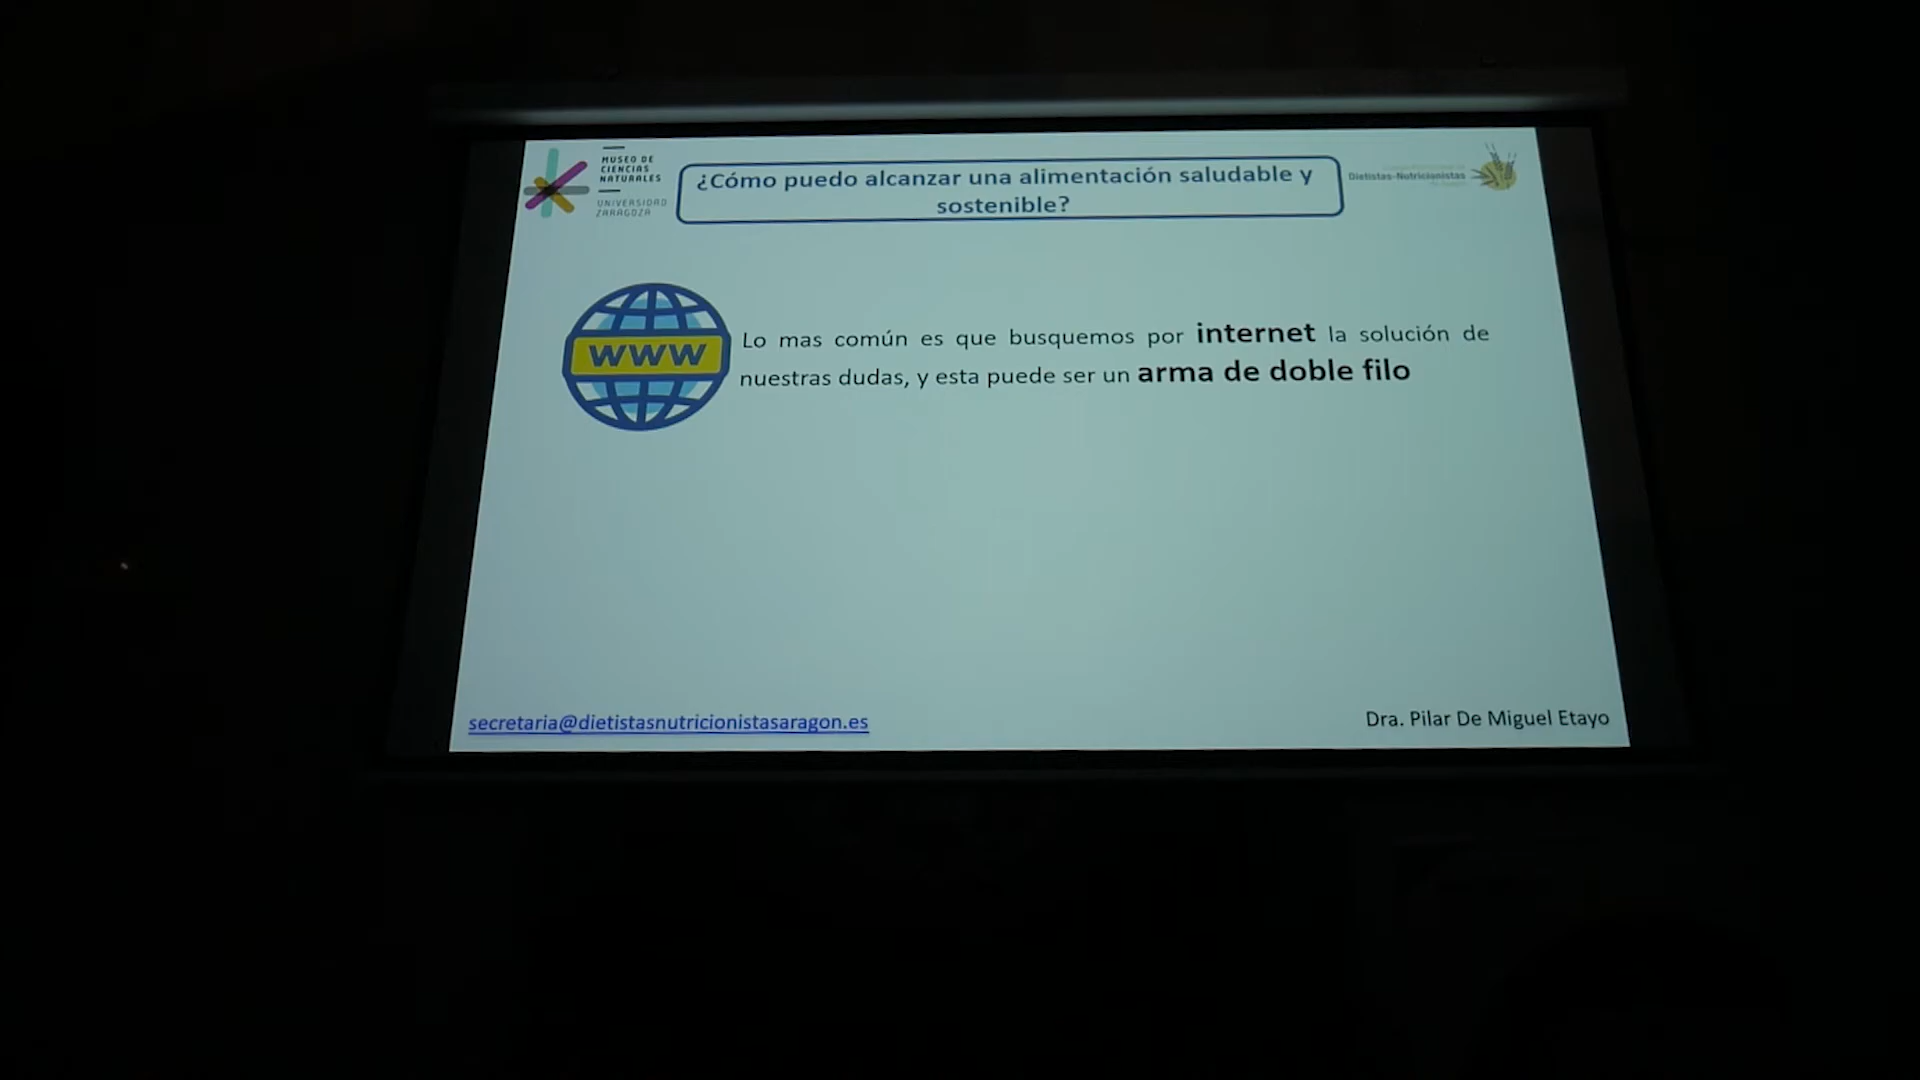 MUSEO DE
CIENCIAS
NATURALES
UNIVERSIDAD
ZARAGOZA
¿Cómo puedo alcanzar una alimentación saludable y
sostenible?
Dietistas-Nutricionistas
WWW
Lo mas común es que busquemos por internet la solución de
nuestras dudas, y esta puede ser un arma de doble filo
secretaria@dietistasnutricionistasaragon.es
Dra. Pilar De Miguel Etayo